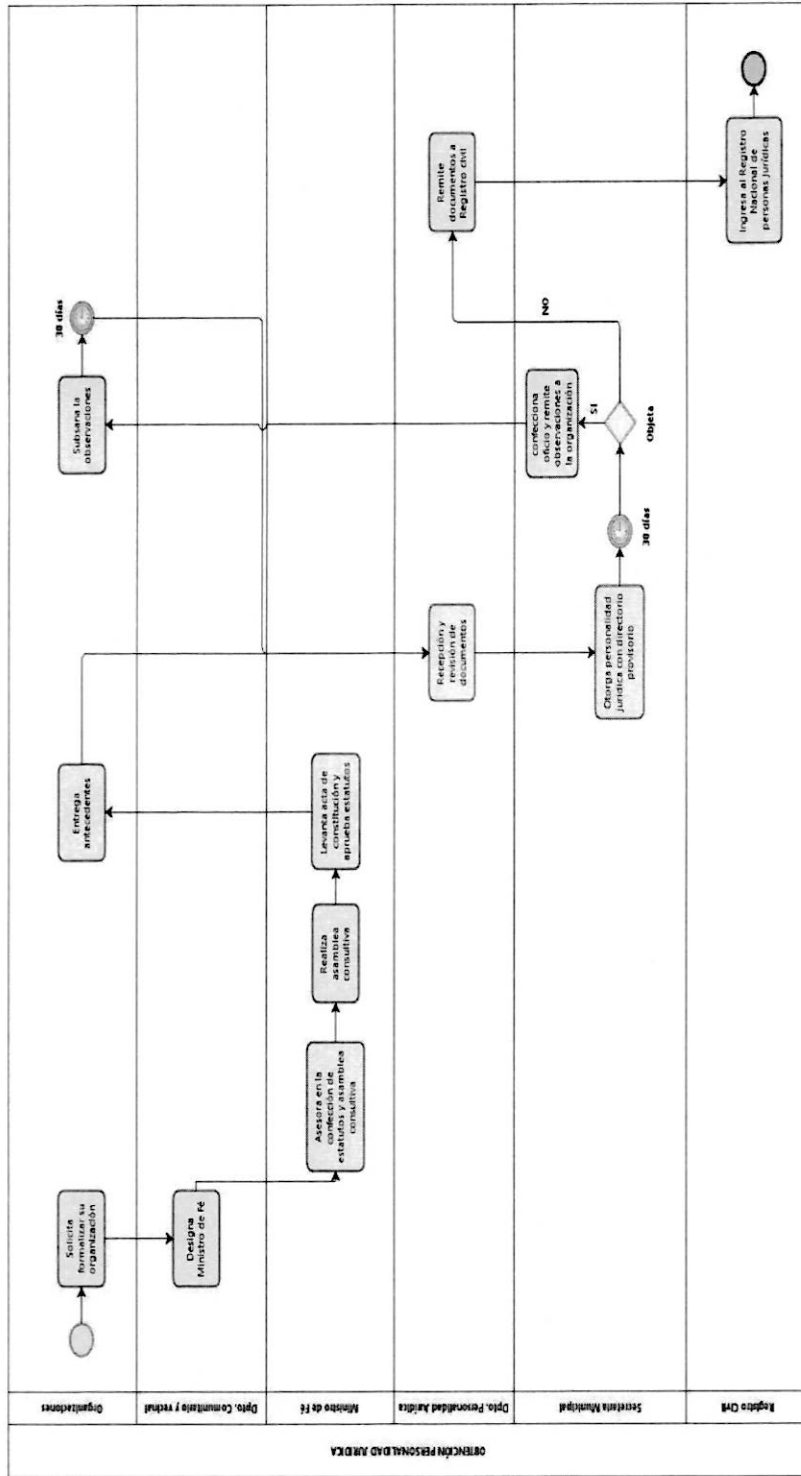 OBTENCIÓN PERSONALIDAD JURIDICA
Organizaciones
Solicita
formalizar su
organización
Entrega
antecedentes
Subsana la
observaciones
30 días
Dpto. Comunitario y vecinal
Designa
Ministro de Fé
Ministro de Fé
Asesora en la
confección de
estatutos y asamblea
consultiva
Realiza
asamblea
consultiva
Levanta acta de
constitución y
aprueba estatutos
Dpto. Personalidad Jurídica
Recepción y
revisión de
documentos
Remite
documentos a
Registro civil
Secretaría Municipal
Otorga personalidad
jurídica con directorio
provisorio
30 días
Objeta
SI
confecciona
oficio y remite
observaciones a
la organización
NO
Registro Civil
Ingresa al Registro
Nacional de
personas jurídicas